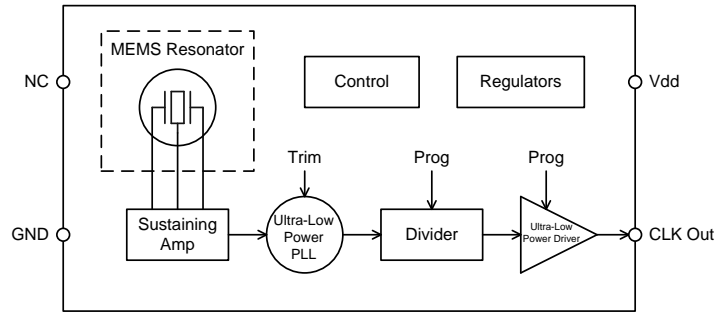 MEMS Resonator
NC
Control
Regulators
Vdd
Trim
Prog
Prog
GND
Sustaining
Amp
Ultra-Low
Power
PLL
Divider
Ultra-Low
Power Driver
CLK Out